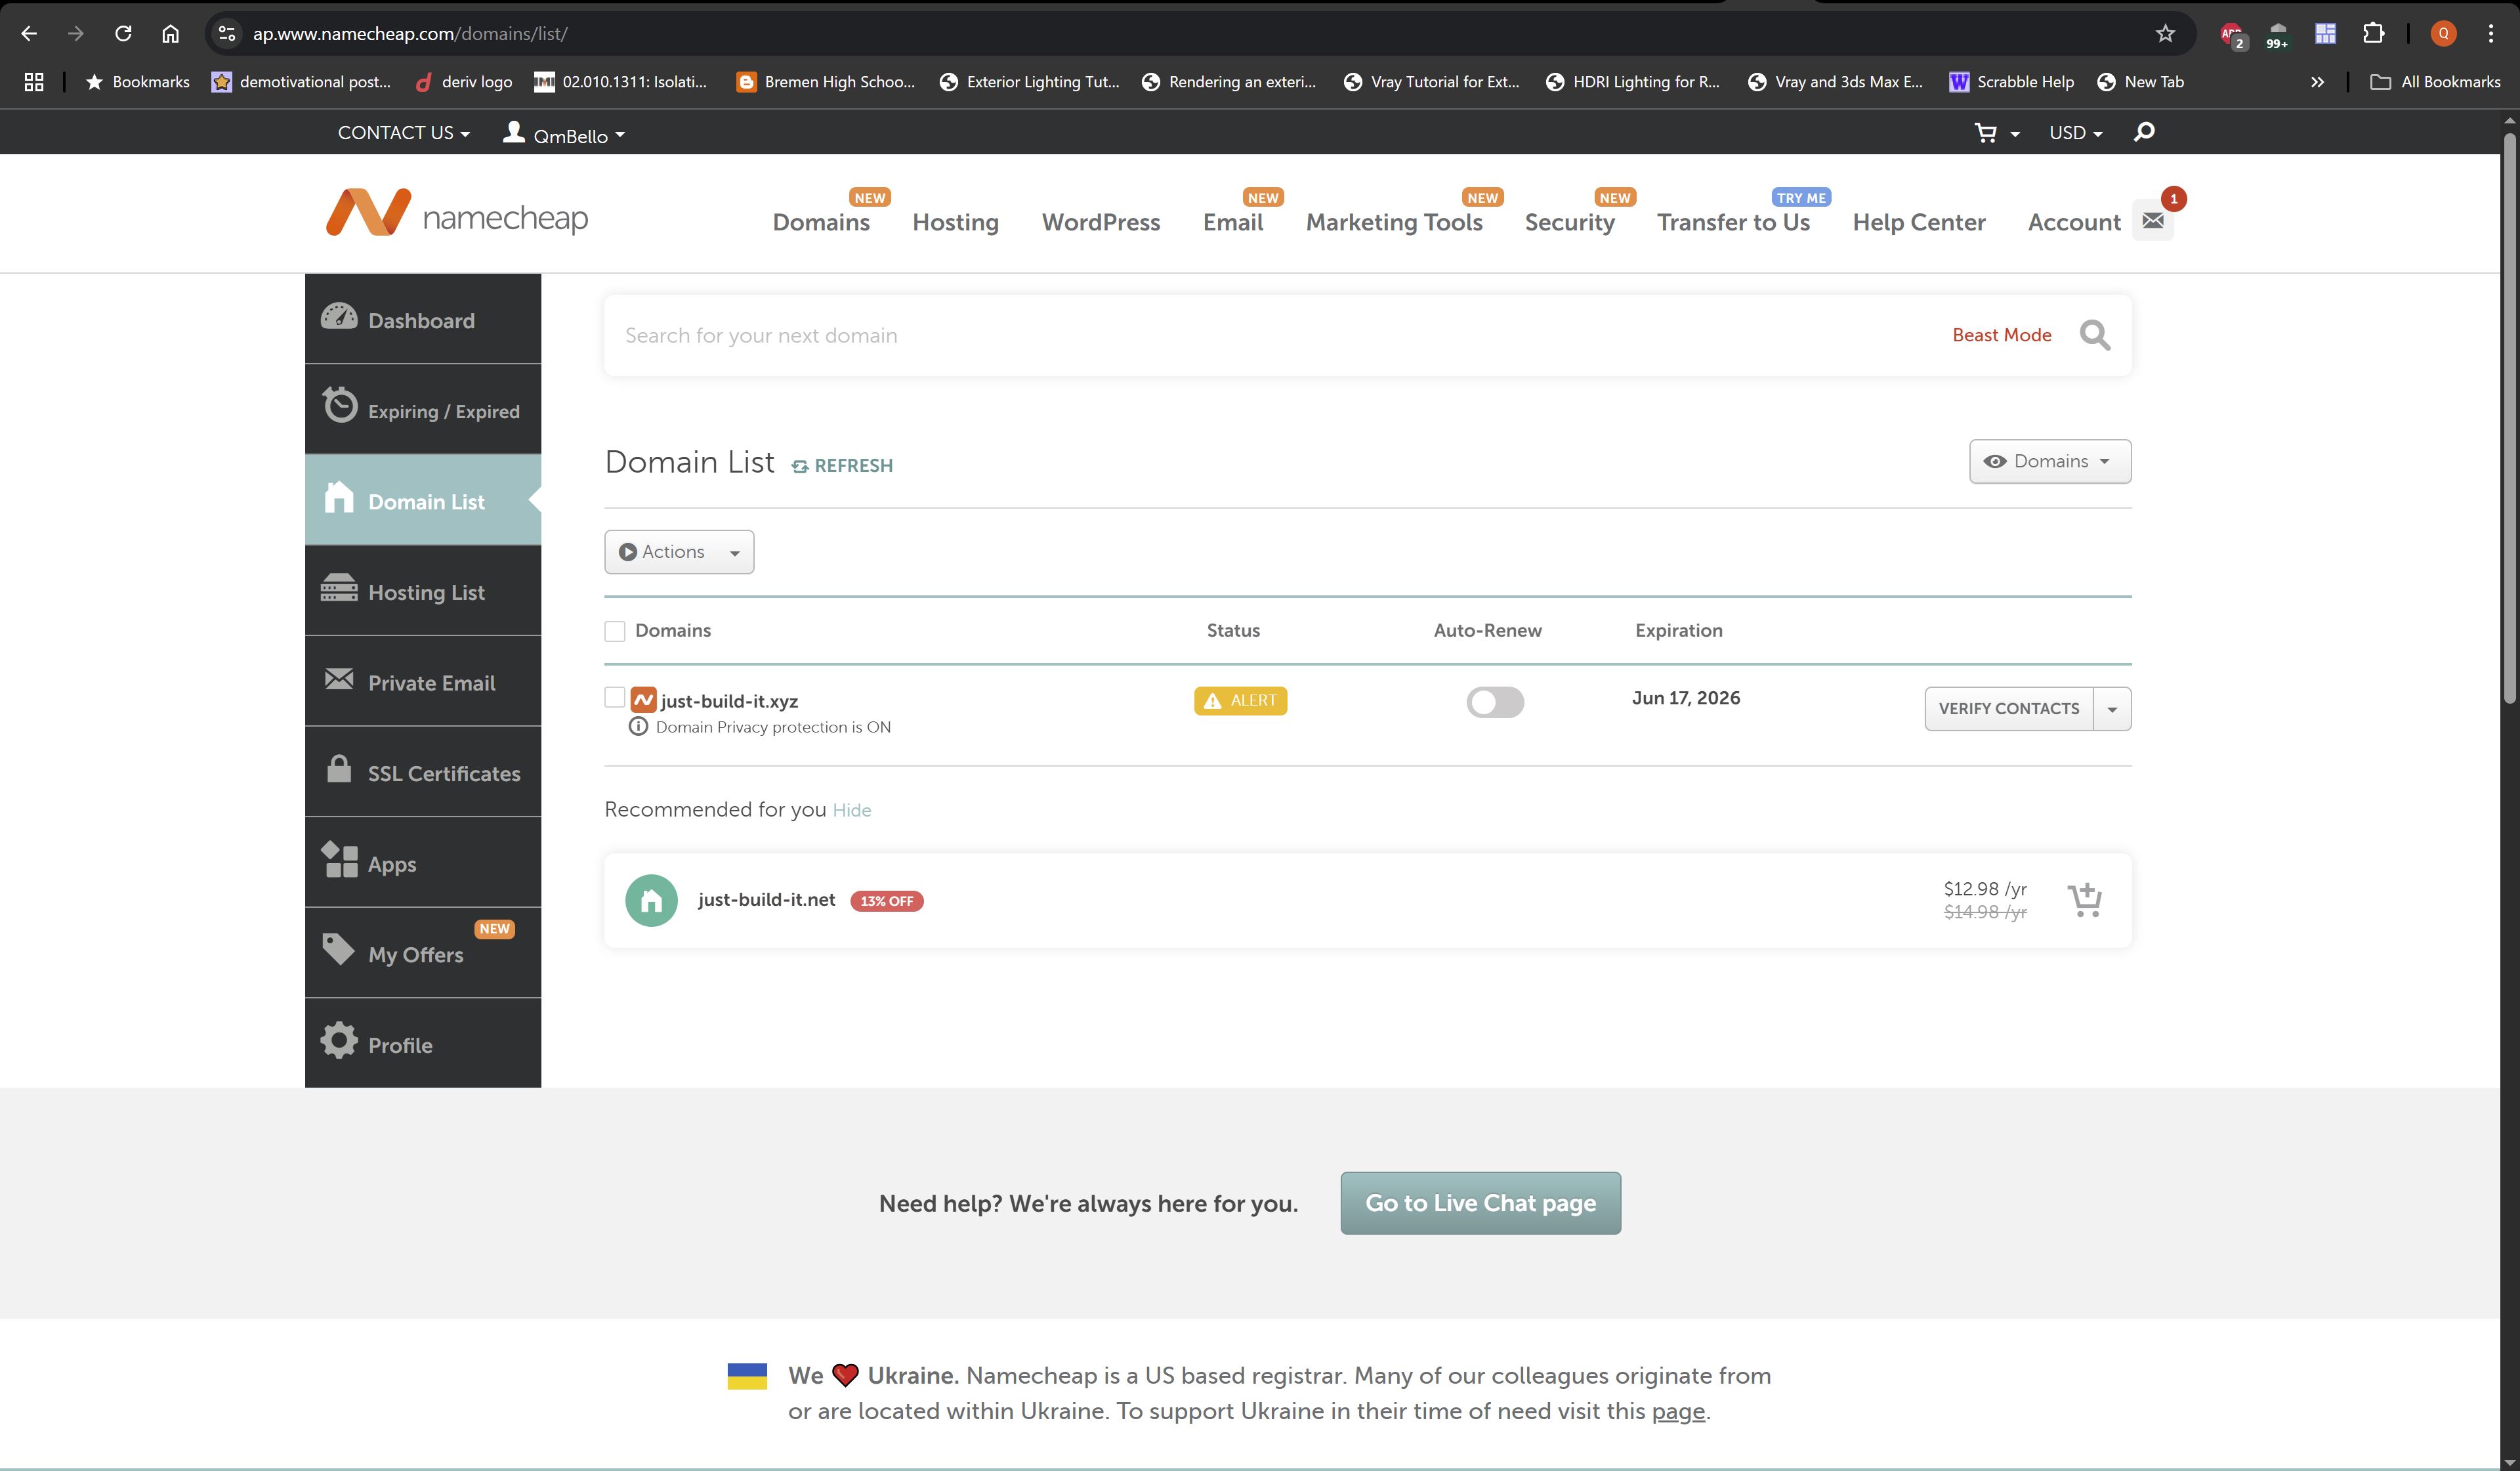 ap.www.namecheap.com/domains/list/
2
99+
Q
Bookmarks
demotivational post...
deriv logo
02.010.1311: Isolati...
Bremen High Schoo...
Exterior Lighting Tut...
Rendering an exteri...
Vray Tutorial for Ext...
HDRI Lighting for R...
Vray and 3ds Max E...
Scrabble Help
New Tab
All Bookmarks
CONTACT US
QmBello
USD
namecheap
Domains NEW
Hosting
WordPress
Email NEW
Marketing Tools NEW
Security NEW
Transfer to Us TRY ME
Help Center
Account
1
Dashboard
Expiring / Expired
Domain List
Hosting List
Private Email
SSL Certificates
Apps
NEW
My Offers
Profile
Search for your next domain
Beast Mode
Domain List REFRESH
Domains
Actions
Domains Status Auto-Renew Expiration
just-build-it.xyz ALERT Jun 17, 2026 VERIFY CONTACTS
Domain Privacy protection is ON
Recommended for you Hide
just-build-it.net 13% OFF
$12.98 /yr
$14.98 /yr
Need help? We're always here for you. Go to Live Chat page
We ❤ Ukraine. Namecheap is a US based registrar. Many of our colleagues originate from
or are located within Ukraine. To support Ukraine in their time of need visit this page.